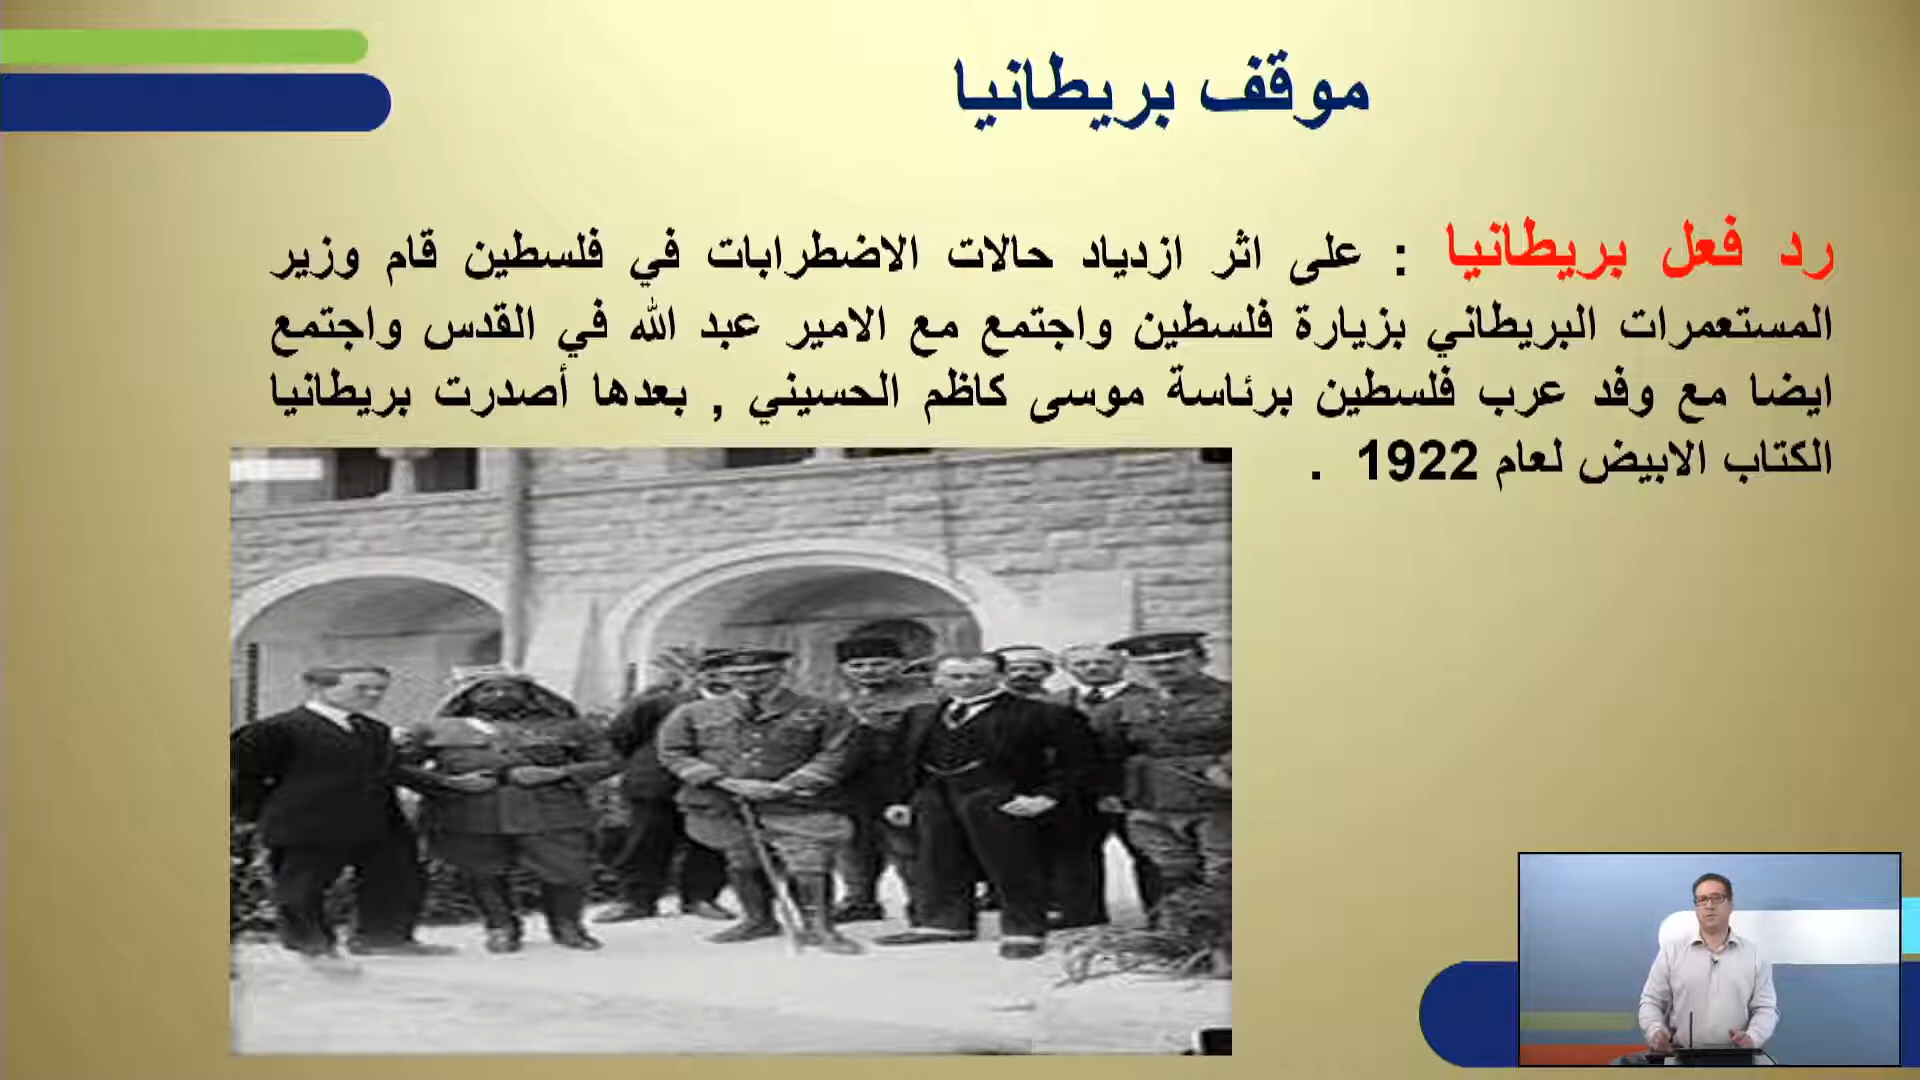 موقف بريطانيا
رد فعل بريطانيا : على اثر ازدياد حالات الاضطرابات في فلسطين قام وزير
المستعمرات البريطاني بزيارة فلسطين واجتمع مع الامير عبد الله في القدس واجتمع
ايضا مع وفد عرب فلسطين برئاسة موسى كاظم الحسيني , بعدها أصدرت بريطانيا
الكتاب الابيض لعام 1922 .